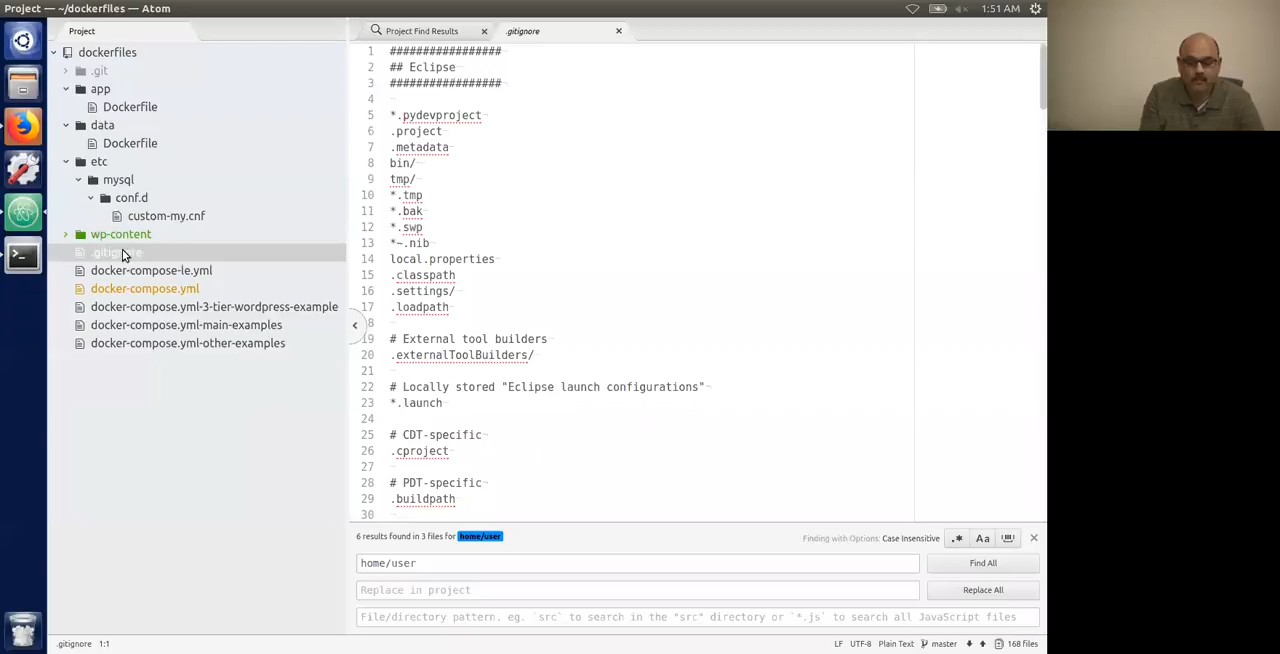 Project — ~/dockerfiles — Atom
1:51 AM
Project
dockerfiles
.git
app
Dockerfile
data
Dockerfile
etc
mysql
conf.d
custom-my.cnf
wp-content
.gitignore
docker-compose-le.yml
docker-compose.yml
docker-compose.yml-3-tier-wordpress-example
docker-compose.yml-main-examples
docker-compose.yml-other-examples
Project Find Results
.gitignore
1 #################
2 ## Eclipse
3 #################
4
5 *.pydevproject
6 .project
7 .metadata
8 bin/
9 tmp/
10 *.tmp
11 *.bak
12 *.swp
13 *~.nib
14 local.properties
15 .classpath
16 .settings/
17 .loadpath
8
19 # External tool builders
20 .externalToolBuilders/
21
22 # Locally stored "Eclipse launch configurations"
23 *.launch
24
25 # CDT-specific
26 .cproject
27
28 # PDT-specific
29 .buildpath
30
6 results found in 3 files for home/user
Finding with Options: Case Insensitive
.* Aa
home/user
Find All
Replace in project
Replace All
File/directory pattern. eg. `src` to search in the "src" directory or `*.js` to search all JavaScript files
.gitignore 1:1
LF UTF-8 Plain Text master 168 files